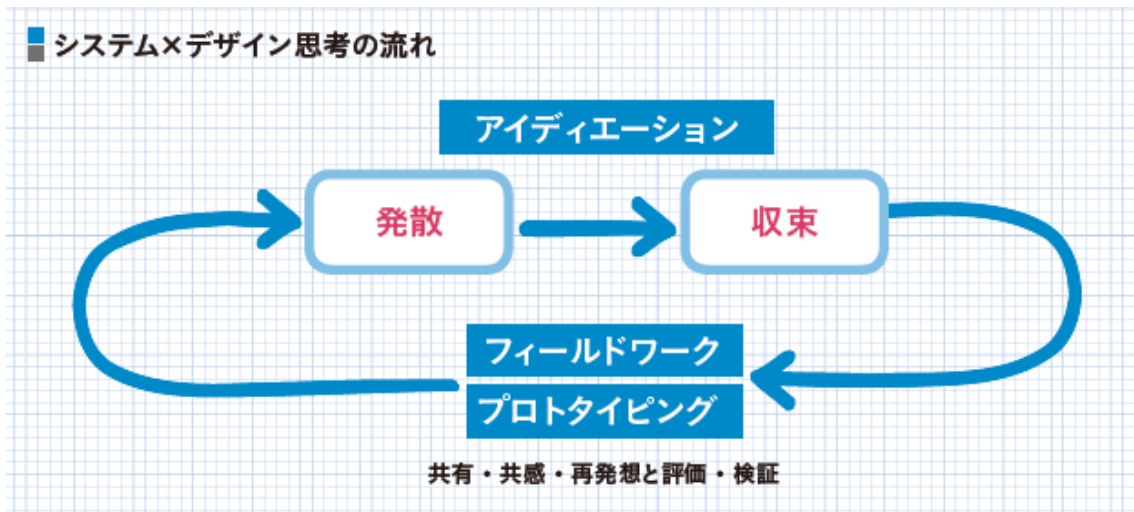 システム×デザイン思考の流れ
アイディエーション
発散
収束
フィールドワーク
プロトタイピング
共有・共感・再発想と評価・検証